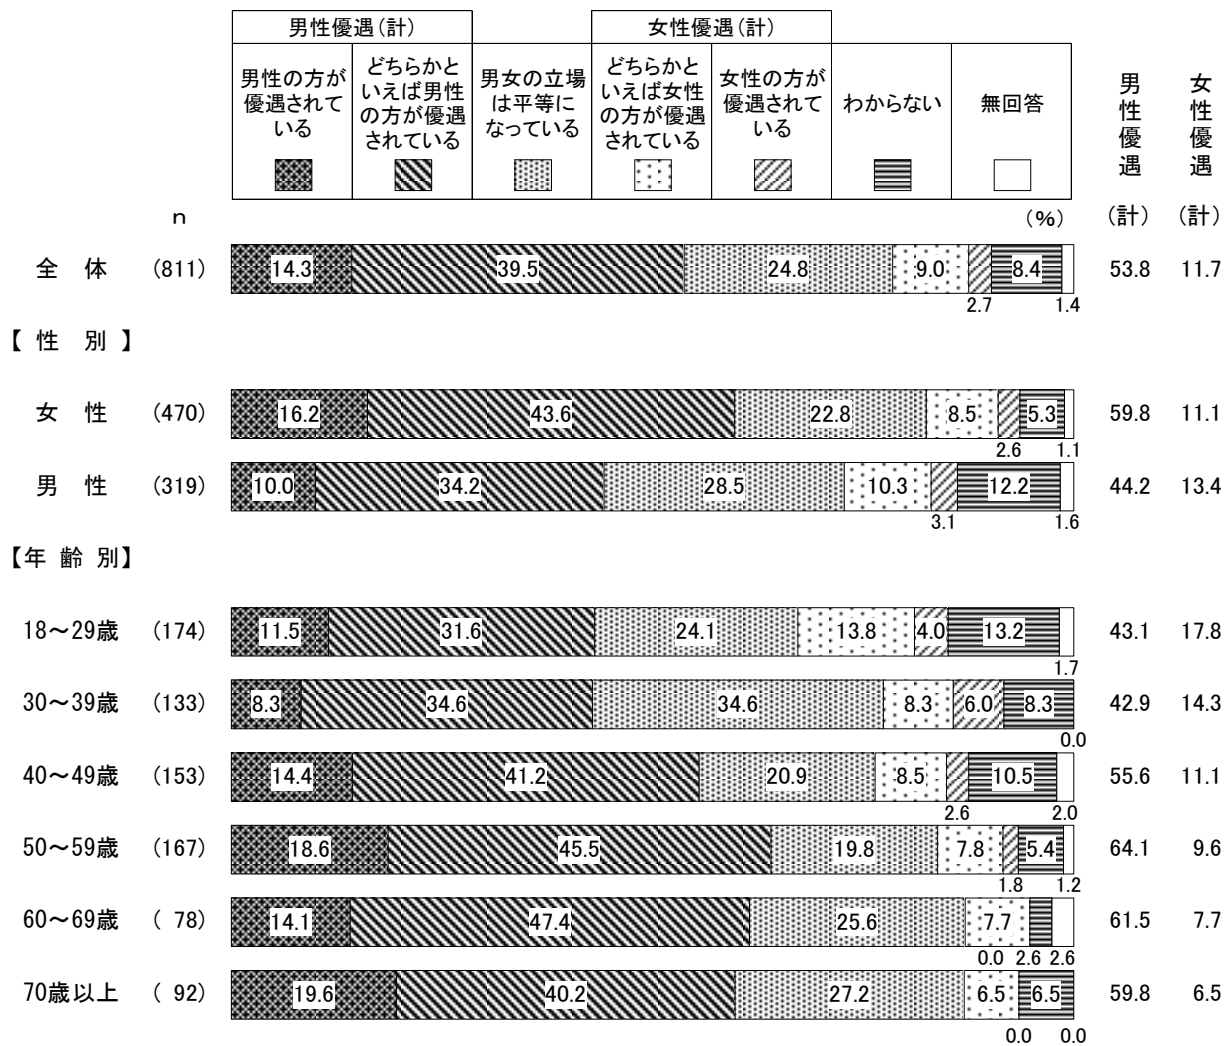 男性優遇（計）　女性優遇（計）
男性の方が優遇されている
どちらかといえば男性の方が優遇されている
男女の立場は平等になっている
どちらかといえば女性の方が優遇されている
女性の方が優遇されている
わからない
無回答
男性優遇（計）
女性優遇（計）
n
（%）
全 体 （811） 14.3 39.5 24.8 9.0 2.7 8.4 1.4 53.8 11.7
【 性 別 】
女 性 （470） 16.2 43.6 22.8 8.5 2.6 5.3 1.1 59.8 11.1
男 性 （319） 10.0 34.2 28.5 10.3 3.1 12.2 1.6 44.2 13.4
【年 齢 別】
18～29歳 （174） 11.5 31.6 24.1 13.8 4.0 13.2 1.7 43.1 17.8
30～39歳 （133） 8.3 34.6 34.6 8.3 6.0 8.3 0.0 42.9 14.3
40～49歳 （153） 14.4 41.2 20.9 8.5 2.6 10.5 2.0 55.6 11.1
50～59歳 （167） 18.6 45.5 19.8 7.8 1.8 5.4 1.2 64.1 9.6
60～69歳 （ 78） 14.1 47.4 25.6 7.7 0.0 2.6 2.6 61.5 7.7
70歳以上 （ 92） 19.6 40.2 27.2 6.5 0.0 6.5 0.0 59.8 6.5